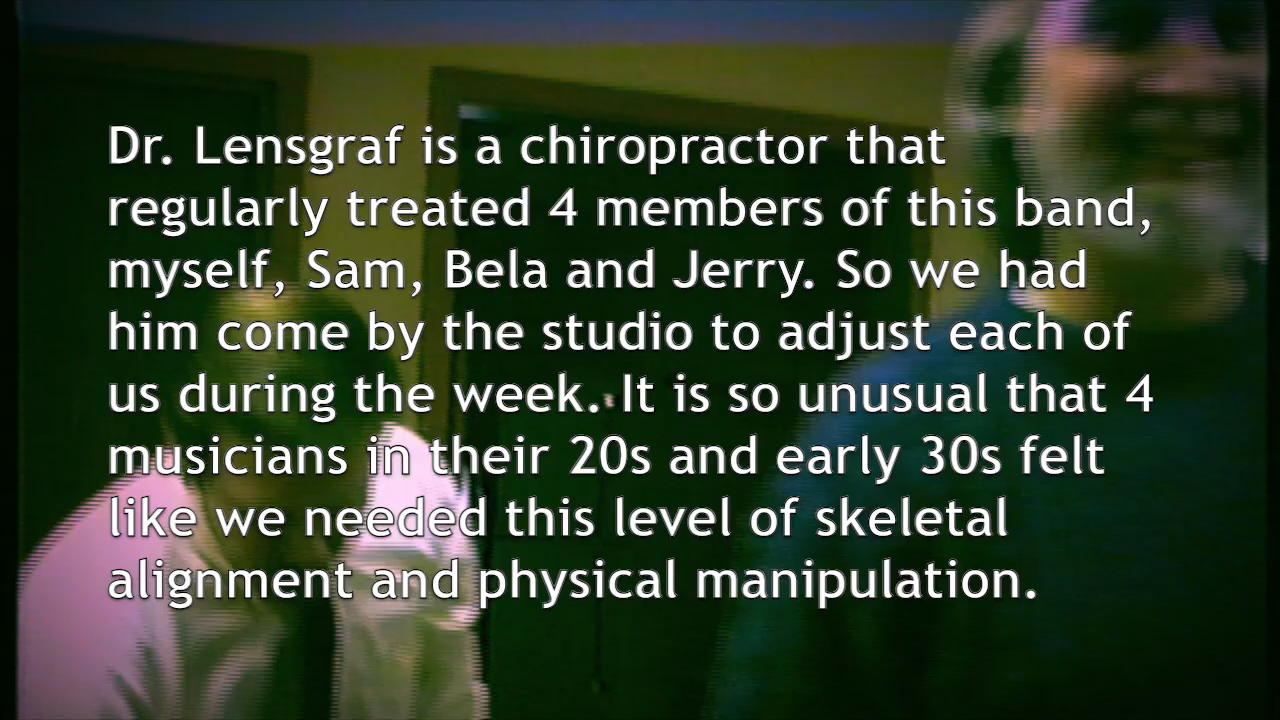 Dr. Lensgraf is a chiropractor that
regularly treated 4 members of this band,
myself, Sam, Bela and Jerry. So we had
him come by the studio to adjust each of
us during the week. It is so unusual that 4
musicians in their 20s and early 30s felt
like we needed this level of skeletal
alignment and physical manipulation.